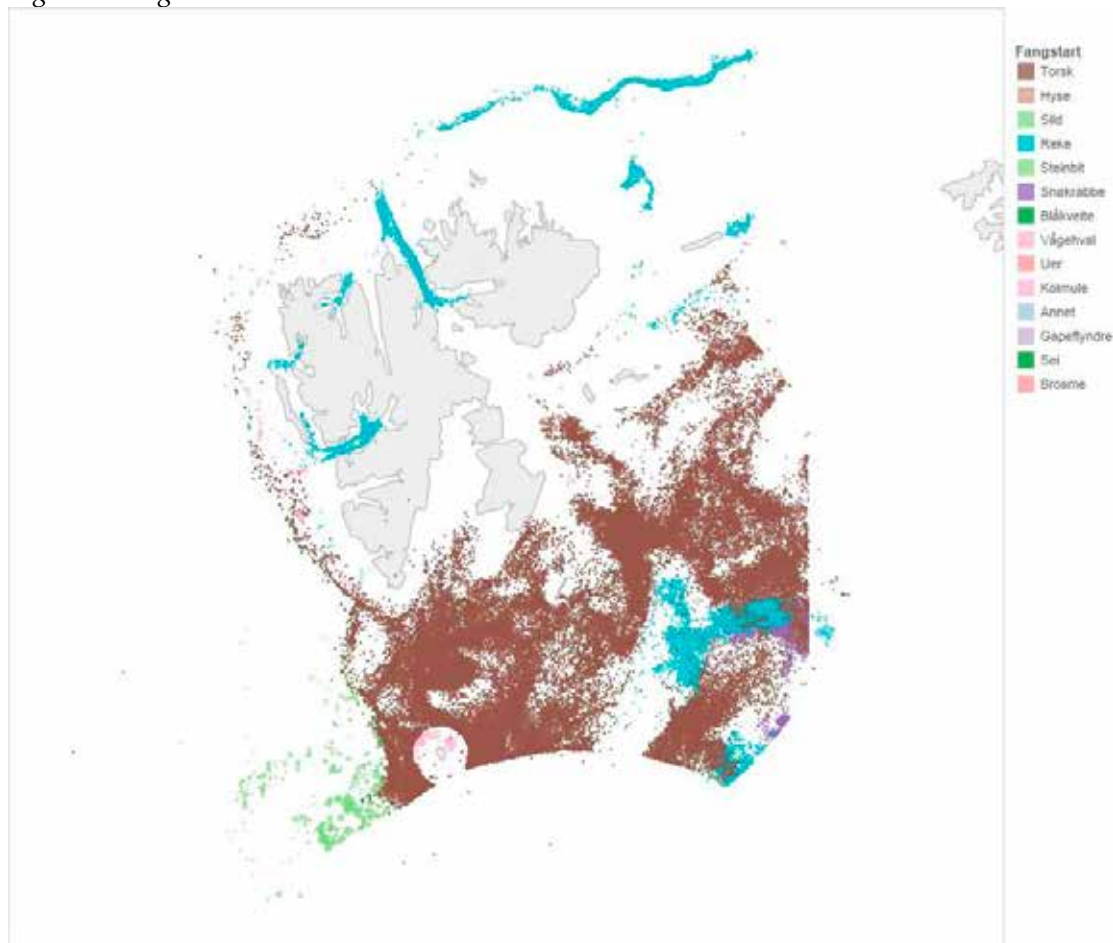 Fangstart
Torsk
Hyse
Sild
Reke
Steinbit
Snøkrabbe
Blåkveite
Vågehval
Uer
Kolmule
Annet
Gapeflyndre
Sei
Brosme